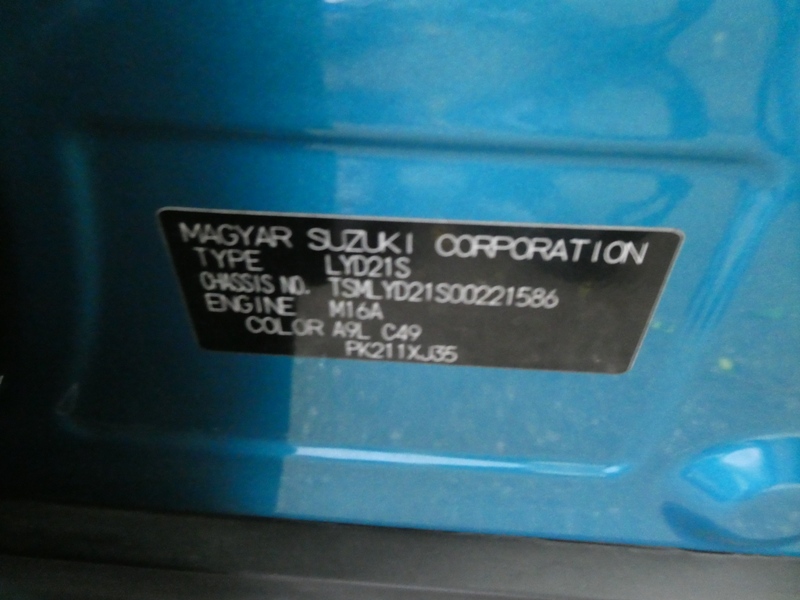 MAGYAR SUZUKI CORPORATION
TYPE LYD21S
CHASSIS NO. TSMLYD21S00221586
ENGINE M16A
COLOR A9L C49
PK211XJ35